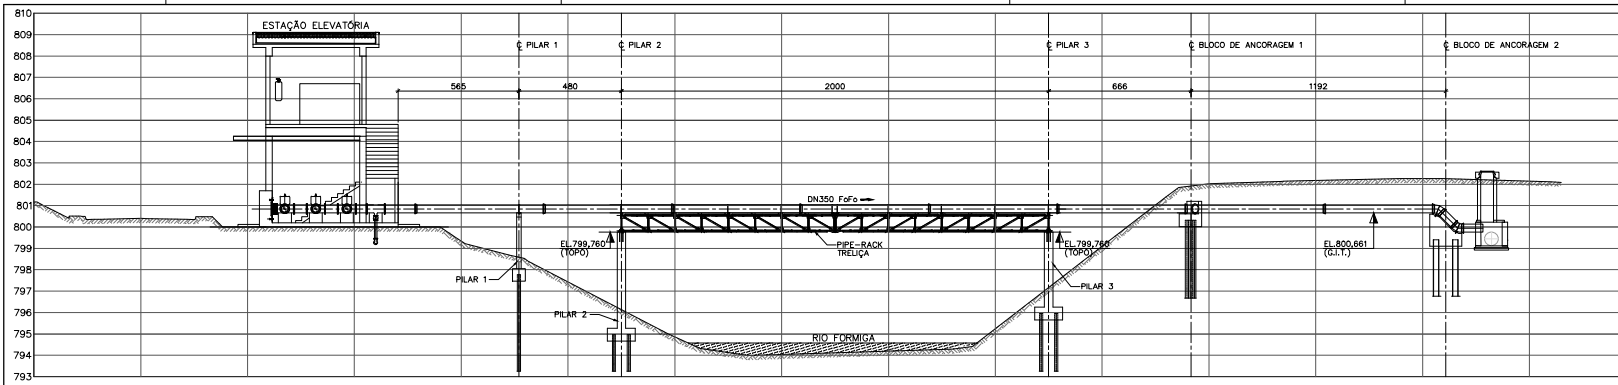 810
809
808
807
806
805
804
803
802
801
800
799
798
797
796
795
794
793
ESTAÇÃO ELEVATÓRIA
PILAR 1
PILAR 2
PILAR 3
BLOCO DE ANCORAGEM 1
BLOCO DE ANCORAGEM 2
565
480
2000
666
1192
DN350 FoFo
EL.799,760
(TOPO)
PIPE-RACK
TRELIÇA
EL.799,760
(TOPO)
EL.800,661
(G.I.T.)
PILAR 1
PILAR 2
PILAR 3
RIO FORMIGA